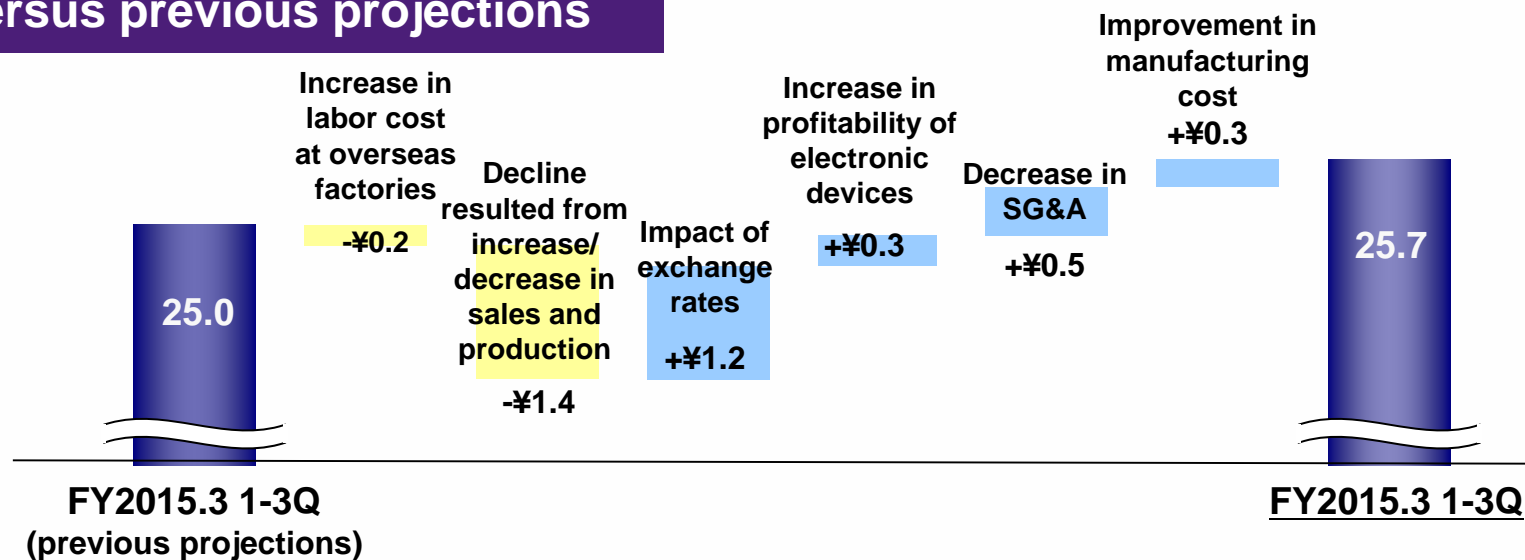 versus previous projections
Increase in
labor cost
at overseas
factories
-¥0.2
Decline
resulted from
increase/
decrease in
sales and
production
-¥1.4
Impact of
exchange
rates
+¥1.2
Increase in
profitability of
electronic
devices
+¥0.3
Decrease in
SG&A
+¥0.5
Improvement in
manufacturing
cost
+¥0.3
25.0
25.7
FY2015.3 1-3Q
(previous projections)
FY2015.3 1-3Q